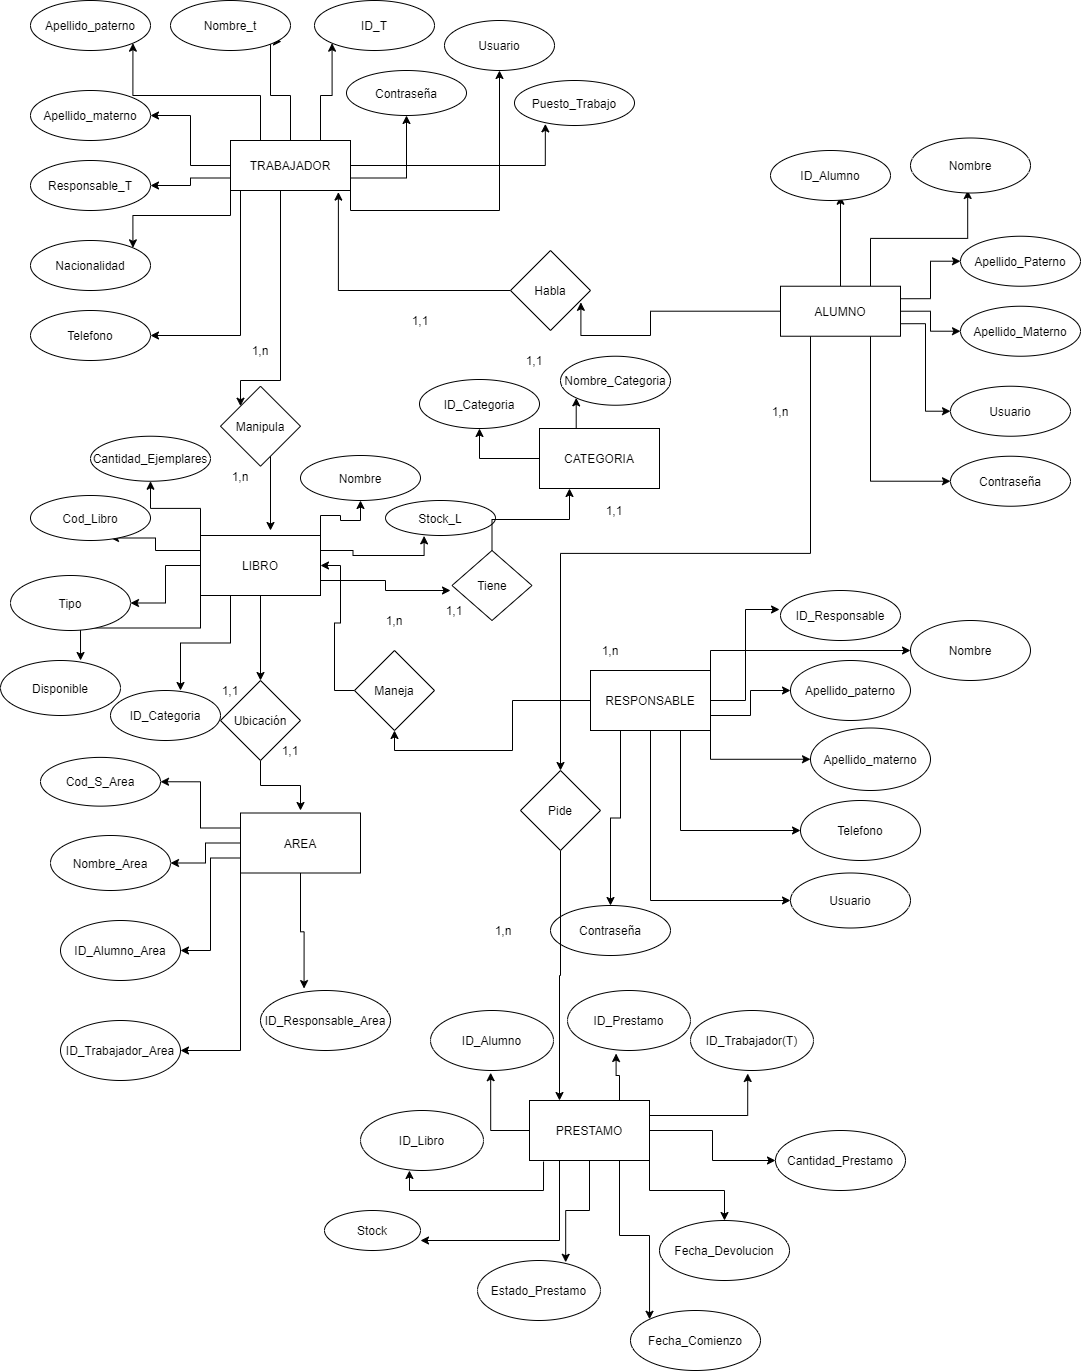 Apellido_paterno
Nombre_t
ID_T
Usuario
Contraseña
Puesto_Trabajo
Apellido_materno
TRABAJADOR
Responsable_T
Nacionalidad
Telefono
ID_Alumno
Nombre
Apellido_Paterno
Habla
ALUMNO
Apellido_Materno
1,1
1,n
1,1
Nombre_Categoria
ID_Categoria
Usuario
1,n
Manipula
Cantidad_Ejemplares
CATEGORIA
1,n
Nombre
Contraseña
Cod_Libro
Stock_L
1,1
LIBRO
Tiene
Tipo
1,1
1,n
ID_Responsable
1,n
Nombre
Disponible
1,1
Maneja
Apellido_paterno
RESPONSABLE
ID_Categoria
Ubicación
1,1
Apellido_materno
Cod_S_Area
Pide
Telefono
AREA
Nombre_Area
Usuario
1,n
Contraseña
ID_Alumno_Area
ID_Responsable_Area
ID_Prestamo
ID_Alumno
ID_Trabajador(T)
ID_Trabajador_Area
PRESTAMO
ID_Libro
Cantidad_Prestamo
Stock
Fecha_Devolucion
Estado_Prestamo
Fecha_Comienzo